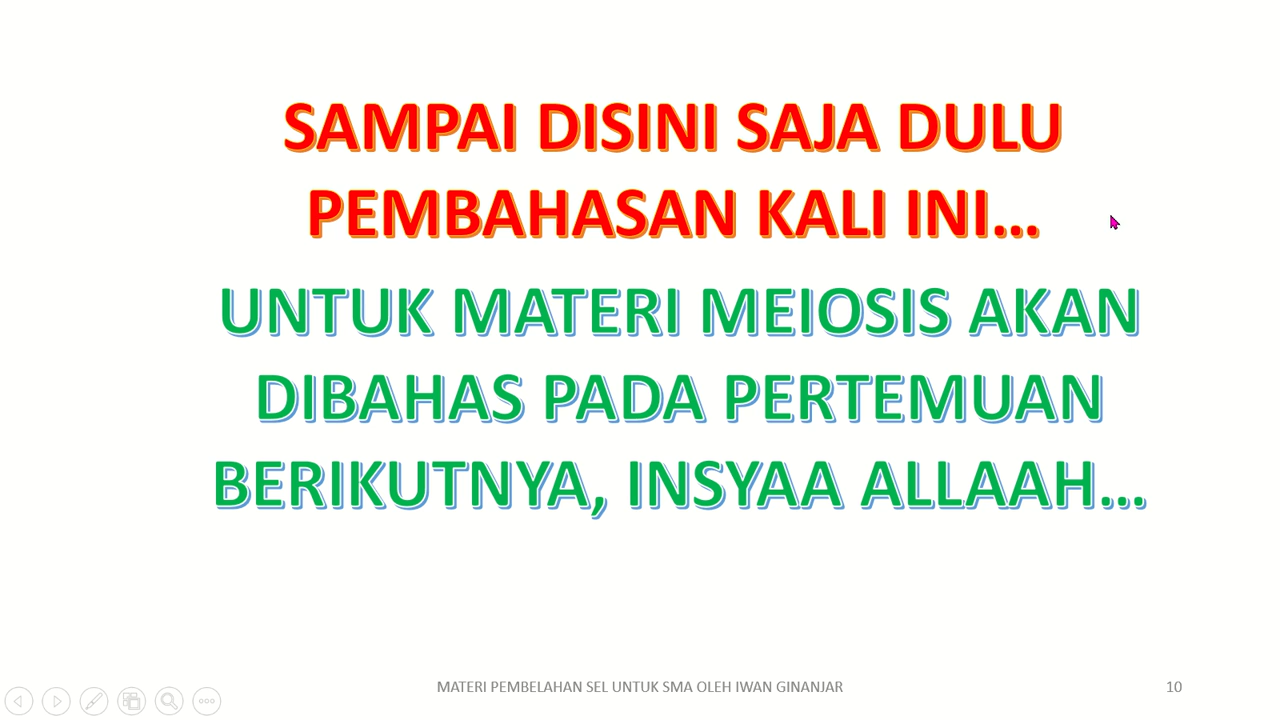 SAMPAI DISINI SAJA DULU
PEMBAHASAN KALI INI...
UNTUK MATERI MEIOSIS AKAN
DIBAHAS PADA PERTEMUAN
BERIKUTNYA, INSYAA ALLAAH...
MATERI PEMBELAHAN SEL UNTUK SMA OLEH IWAN GINANJAR
10